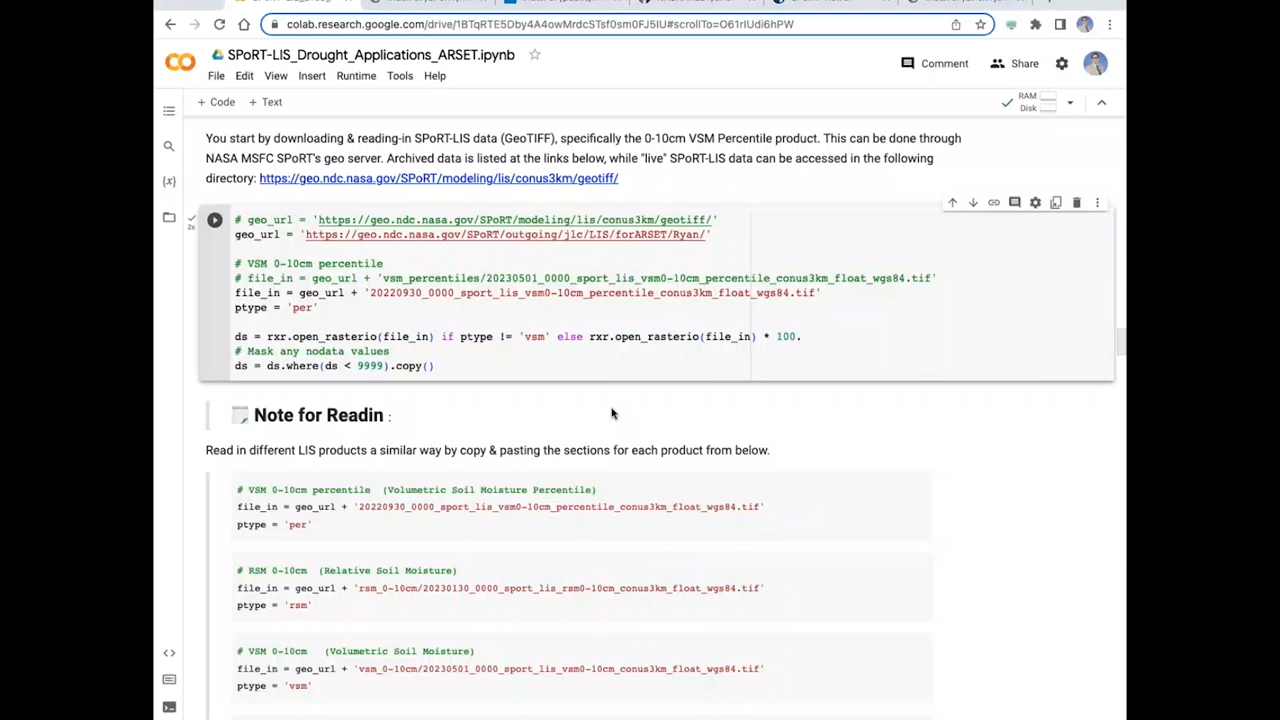 colab.research.google.com/drive/1BTqRTE5Dby4A4owMrdcSTsf0sm0FJ5IU#scrollTo=O61rIUdi6hPW
SPoRT-LIS_Drought_Applications_ARSET.ipynb
Comment
Share
File Edit View Insert Runtime Tools Help
+ Code + Text
RAM
Disk
You start by downloading & reading-in SPoRT-LIS data (GeoTIFF), specifically the 0-10cm VSM Percentile product. This can be done through
NASA MSFC SPoRT's geo server. Archived data is listed at the links below, while "live" SPoRT-LIS data can be accessed in the following
directory: https://geo.ndc.nasa.gov/SPoRT/modeling/lis/conus3km/geotiff/
2s
# geo_url = 'https://geo.ndc.nasa.gov/SPoRT/modeling/lis/conus3km/geotiff/'
geo_url = 'https://geo.ndc.nasa.gov/SPoRT/outgoing/jlc/LIS/forARSET/Ryan/'
# VSM 0-10cm percentile
# file_in = geo_url + 'vsm_percentiles/20230501_0000_sport_lis_vsm0-10cm_percentile_conus3km_float_wgs84.tif'
file_in = geo_url + '20220930_0000_sport_lis_vsm0-10cm_percentile_conus3km_float_wgs84.tif'
ptype = 'per'
ds = rxr.open_rasterio(file_in) if ptype != 'vsm' else rxr.open_rasterio(file_in) * 100.
# Mask any nodata values
ds = ds.where(ds < 9999).copy()
Note for Readin :
Read in different LIS products a similar way by copy & pasting the sections for each product from below.
# VSM 0-10cm percentile (Volumetric Soil Moisture Percentile)
file_in = geo_url + '20220930_0000_sport_lis_vsm0-10cm_percentile_conus3km_float_wgs84.tif'
ptype = 'per'
# RSM 0-10cm (Relative Soil Moisture)
file_in = geo_url + 'rsm_0-10cm/20230130_0000_sport_lis_rsm0-10cm_conus3km_float_wgs84.tif'
ptype = 'rsm'
# VSM 0-10cm (Volumetric Soil Moisture)
file_in = geo_url + 'vsm_0-10cm/20230501_0000_sport_lis_vsm0-10cm_conus3km_float_wgs84.tif'
ptype = 'vsm'